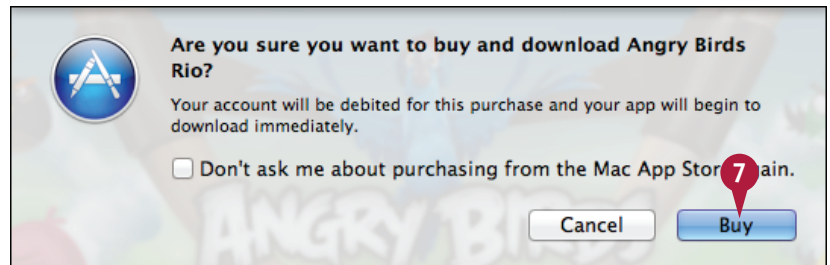 Are you sure you want to buy and download Angry Birds
Rio?
Your account will be debited for this purchase and your app will begin to
download immediately.
Don't ask me about purchasing from the Mac App Stor ain.
7
Cancel
Buy
ANGRY BIRDS